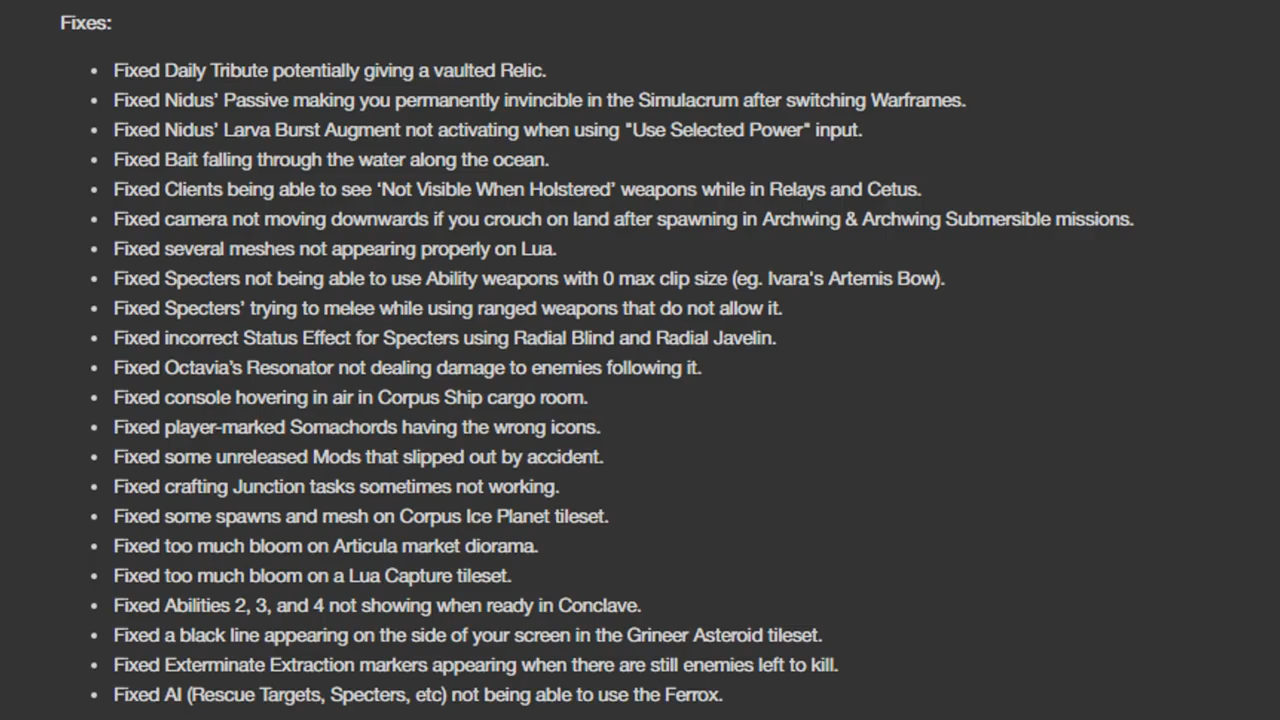 Fixes:
• Fixed Daily Tribute potentially giving a vaulted Relic.
• Fixed Nidus’ Passive making you permanently invincible in the Simulacrum after switching Warframes.
• Fixed Nidus’ Larva Burst Augment not activating when using "Use Selected Power" input.
• Fixed Bait falling through the water along the ocean.
• Fixed Clients being able to see ‘Not Visible When Holstered’ weapons while in Relays and Cetus.
• Fixed camera not moving downwards if you crouch on land after spawning in Archwing & Archwing Submersible missions.
• Fixed several meshes not appearing properly on Lua.
• Fixed Specters not being able to use Ability weapons with 0 max clip size (eg. Ivara's Artemis Bow).
• Fixed Specters’ trying to melee while using ranged weapons that do not allow it.
• Fixed incorrect Status Effect for Specters using Radial Blind and Radial Javelin.
• Fixed Octavia’s Resonator not dealing damage to enemies following it.
• Fixed console hovering in air in Corpus Ship cargo room.
• Fixed player-marked Somachords having the wrong icons.
• Fixed some unreleased Mods that slipped out by accident.
• Fixed crafting Junction tasks sometimes not working.
• Fixed some spawns and mesh on Corpus Ice Planet tileset.
• Fixed too much bloom on Articula market diorama.
• Fixed too much bloom on a Lua Capture tileset.
• Fixed Abilities 2, 3, and 4 not showing when ready in Conclave.
• Fixed a black line appearing on the side of your screen in the Grineer Asteroid tileset.
• Fixed Exterminate Extraction markers appearing when there are still enemies left to kill.
• Fixed AI (Rescue Targets, Specters, etc) not being able to use the Ferrox.